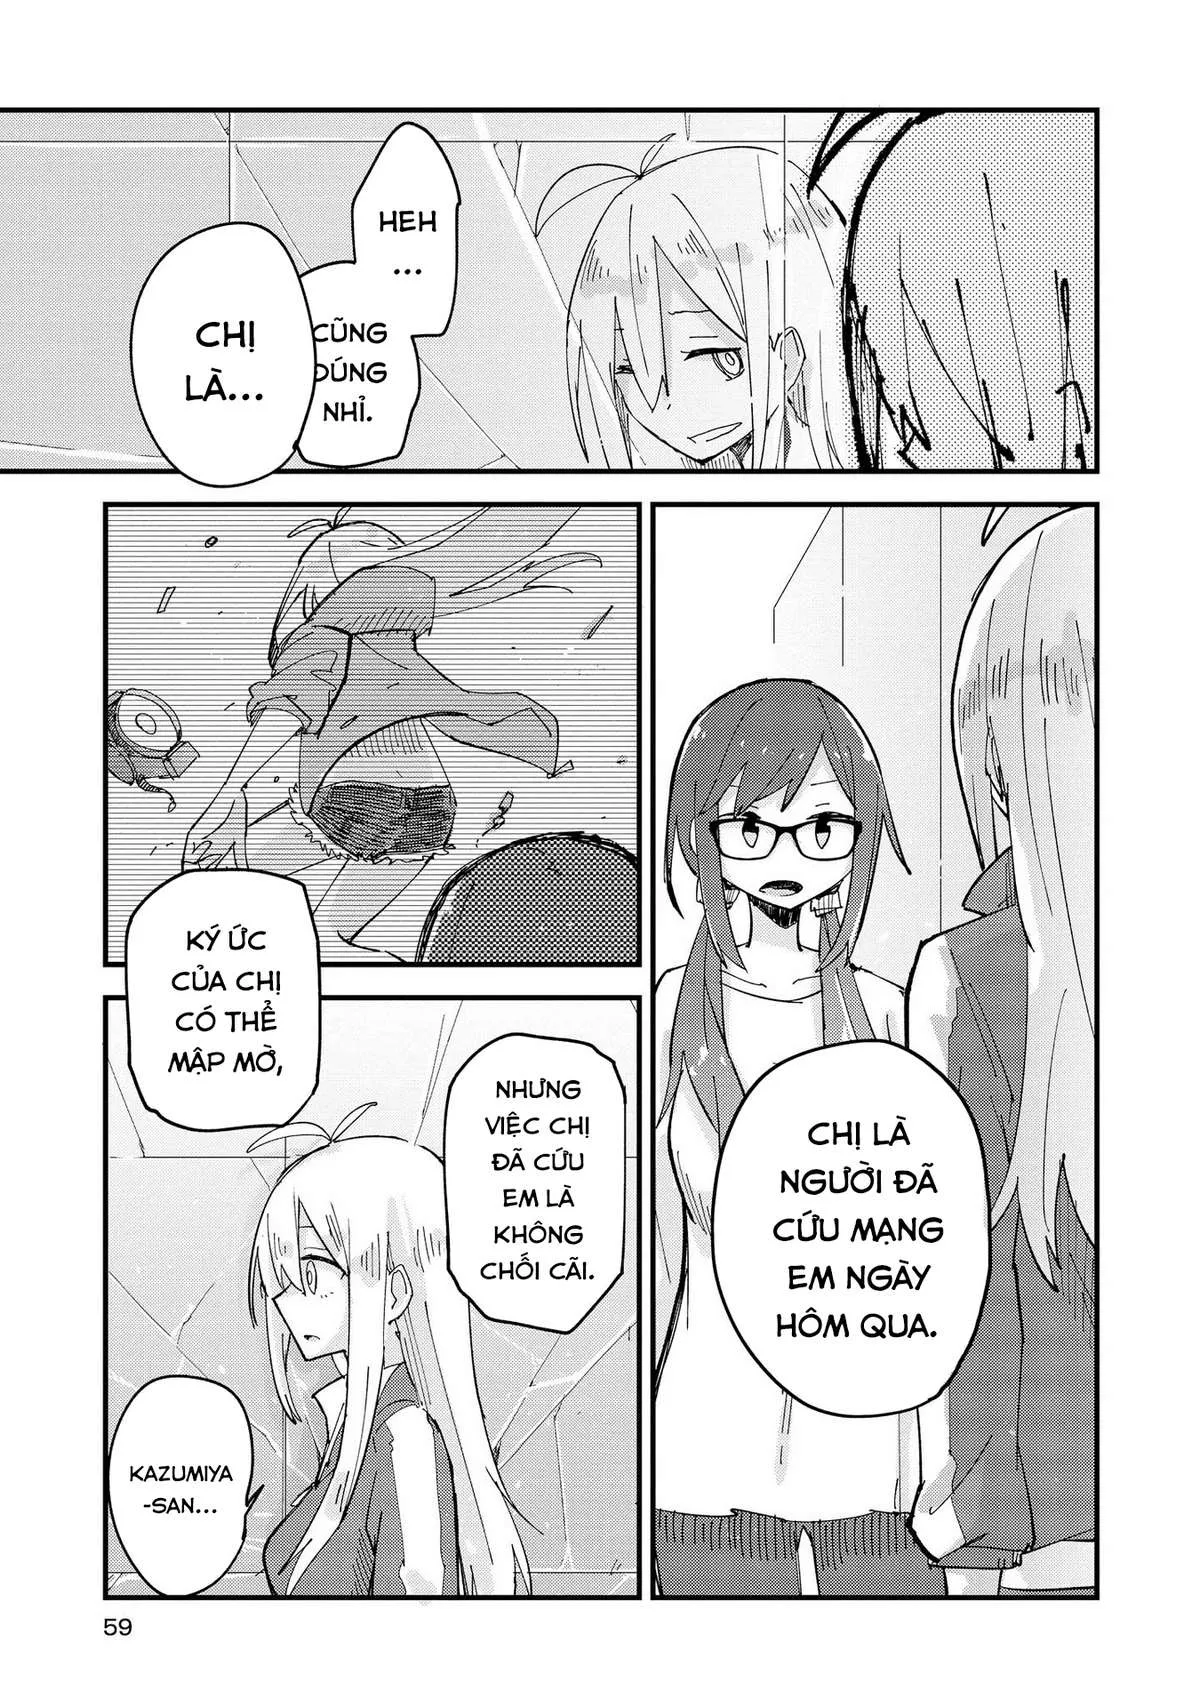 HEH
...
CŨNG
ĐÚNG
NHỈ.
CHỊ
LÀ...
CHỊ LÀ
NGƯỜI ĐÃ
CỨU MẠNG
EM NGÀY
HÔM QUA.
KÝ ỨC
CỦA CHỊ
CÓ THỂ
MẬP MỜ,
NHƯNG
VIỆC CHỊ
ĐÃ CỨU
EM LÀ
KHÔNG
CHỐI CÃI.
KAZUMIYA
-SAN...
59